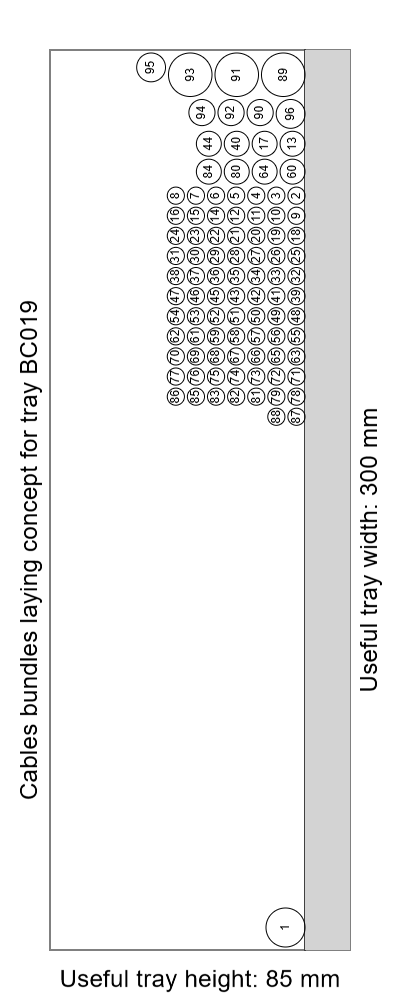 Cables bundles laying concept for tray BC019
95 93 91 89
94 92 90 96
44 40 17 13
84 80 64 60
8 7 6 5 4 3 2
16 15 14 12 11 10 9
24 23 22 21 20 19 18
31 30 29 28 27 26 25
38 37 36 35 34 33 32
47 46 45 43 42 41 39
54 53 52 51 50 49 48
62 61 59 58 57 56 55
70 69 68 67 66 65 63
77 76 75 74 73 72 71
86 85 83 82 81 79 78
88 87
1
Useful tray width: 300 mm
Useful tray height: 85 mm